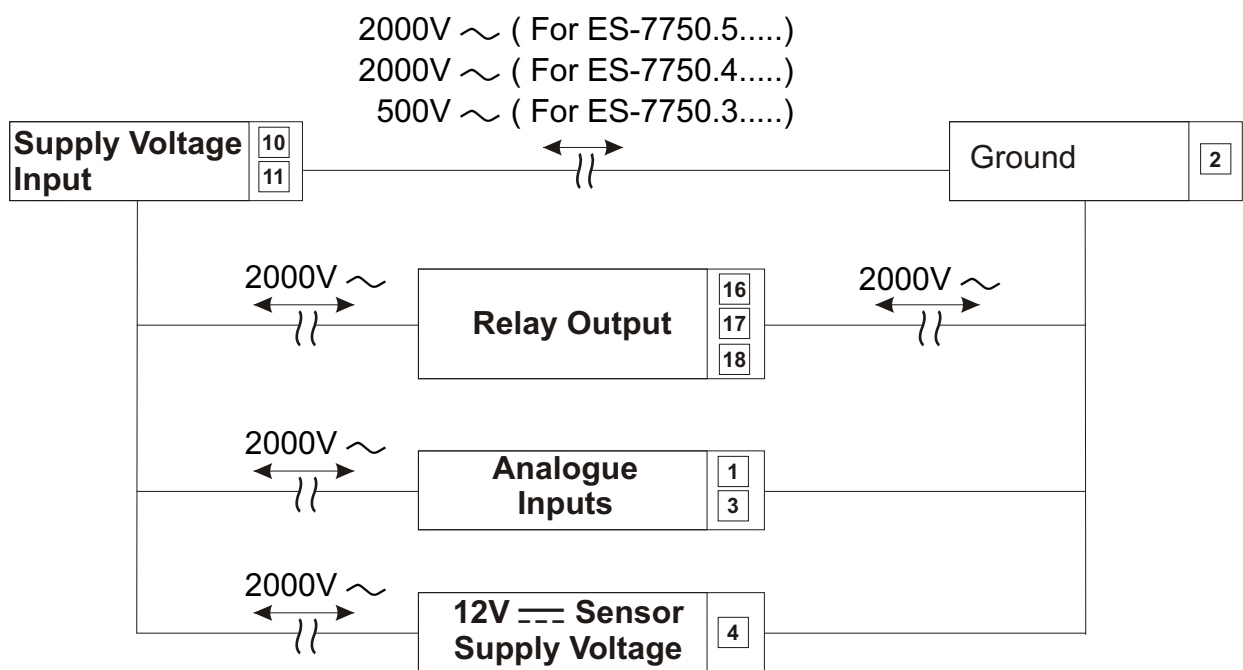 2000V ~ ( For ES-7750.5.....)
2000V ~ ( For ES-7750.4.....)
500V ~ ( For ES-7750.3.....)
Supply Voltage
Input
10
11
Ground
2
2000V ~
Relay Output
16
17
18
2000V ~
2000V ~
Analogue
Inputs
1
3
2000V ~
12V ⎓ Sensor
Supply Voltage
4